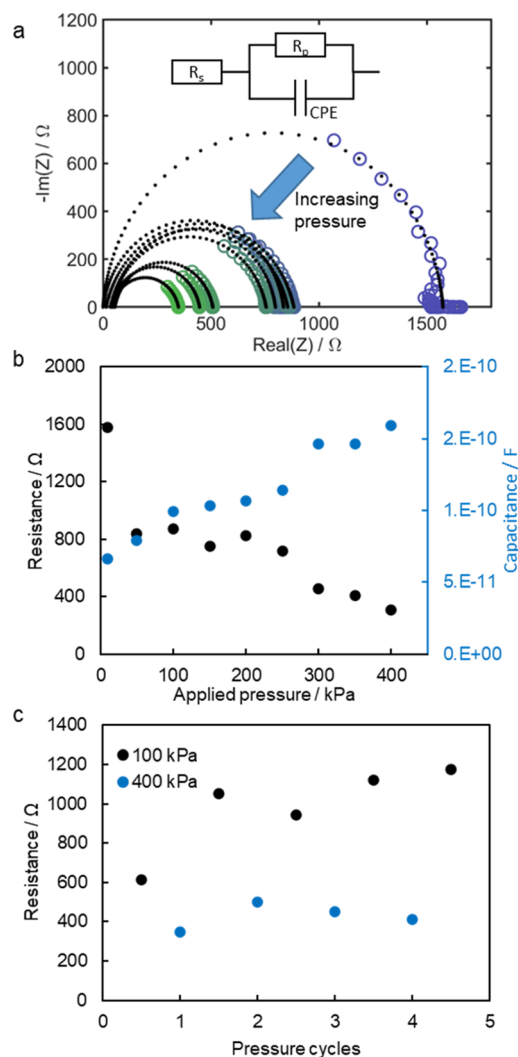 a
1200
1000
800
600
400
200
0
-Im(Z) / Ω
R_s
R_p
CPE
Increasing
pressure
0 500 1000 1500
Real(Z) / Ω
b
2000
1600
1200
800
400
0
Resistance / Ω
2.E-10
2.E-10
1.E-10
5.E-11
0.E+00
Capacitance / F
0 100 200 300 400
Applied pressure / kPa
c
1400
1200
1000
800
600
400
200
0
Resistance / Ω
100 kPa
400 kPa
0 1 2 3 4 5
Pressure cycles